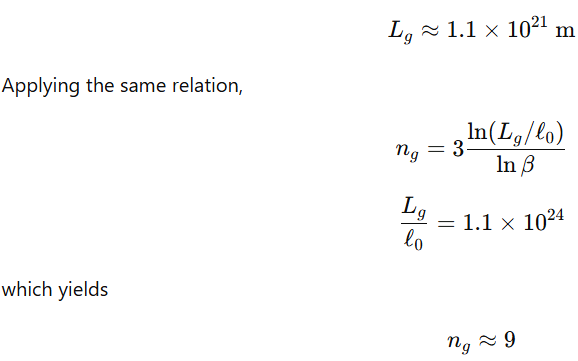 L_g ≈ 1.1 × 10^21 m
Applying the same relation,
n_g = 3 ln(L_g/ℓ_0) / ln β
L_g / ℓ_0 = 1.1 × 10^24
which yields
n_g ≈ 9